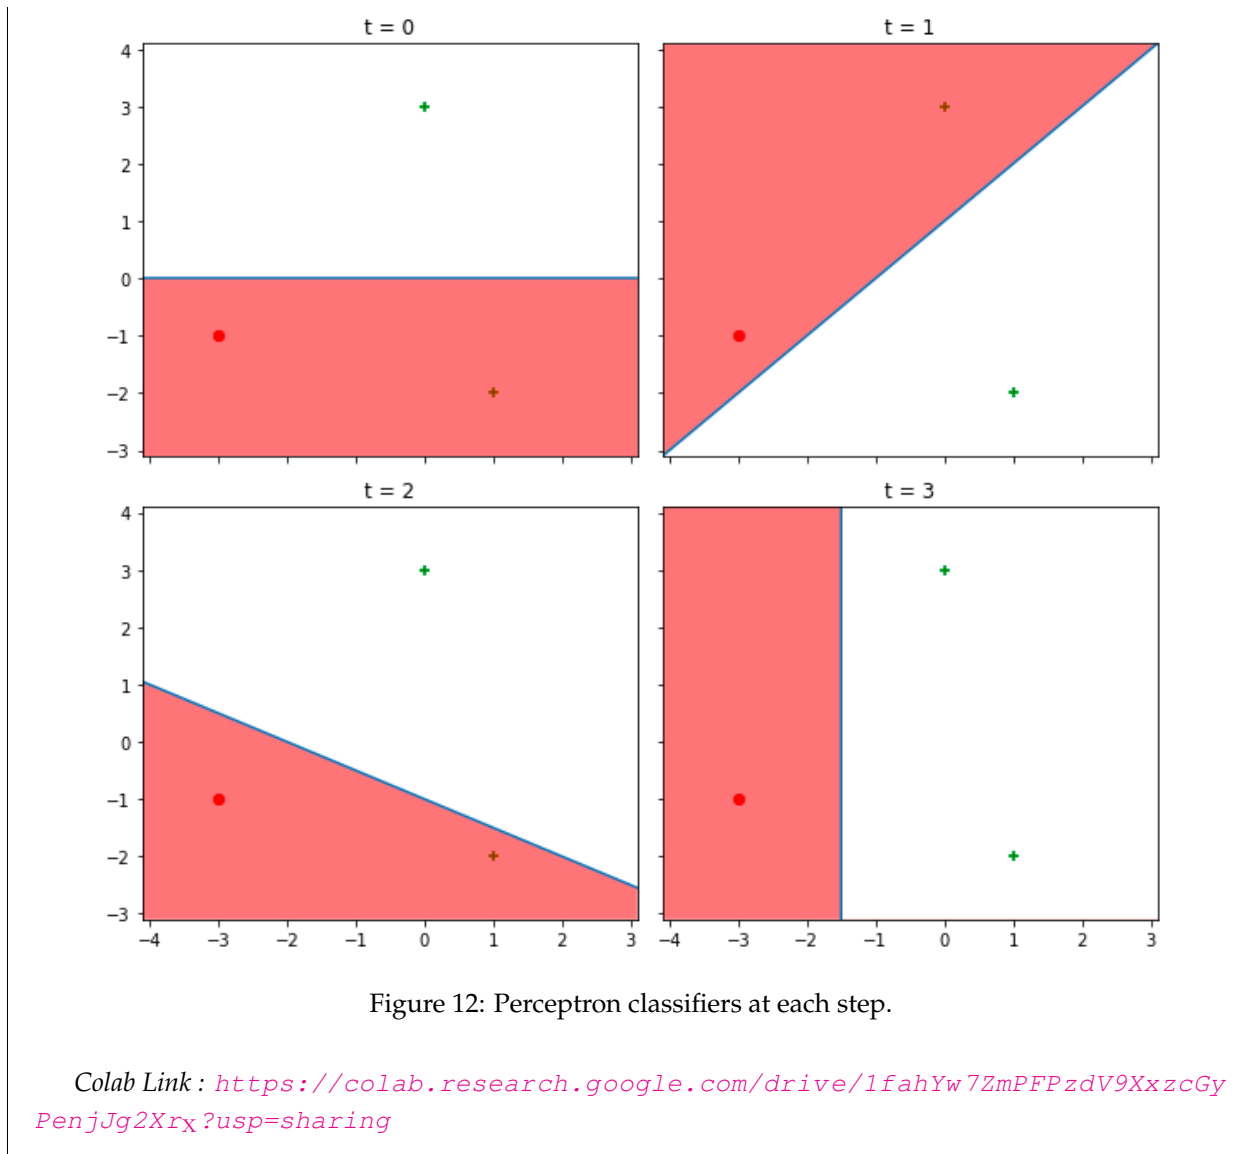 t = 0
t = 1
4
3
2
1
0
−1
−2
−3
t = 2
t = 3
4
3
2
1
0
−1
−2
−3
−4 −3 −2 −1 0 1 2 3
−4 −3 −2 −1 0 1 2 3
Figure 12: Perceptron classifiers at each step.
Colab Link : https://colab.research.google.com/drive/1fahYw7ZmPFPzdV9XxzcGy
PenjJg2XrX?usp=sharing